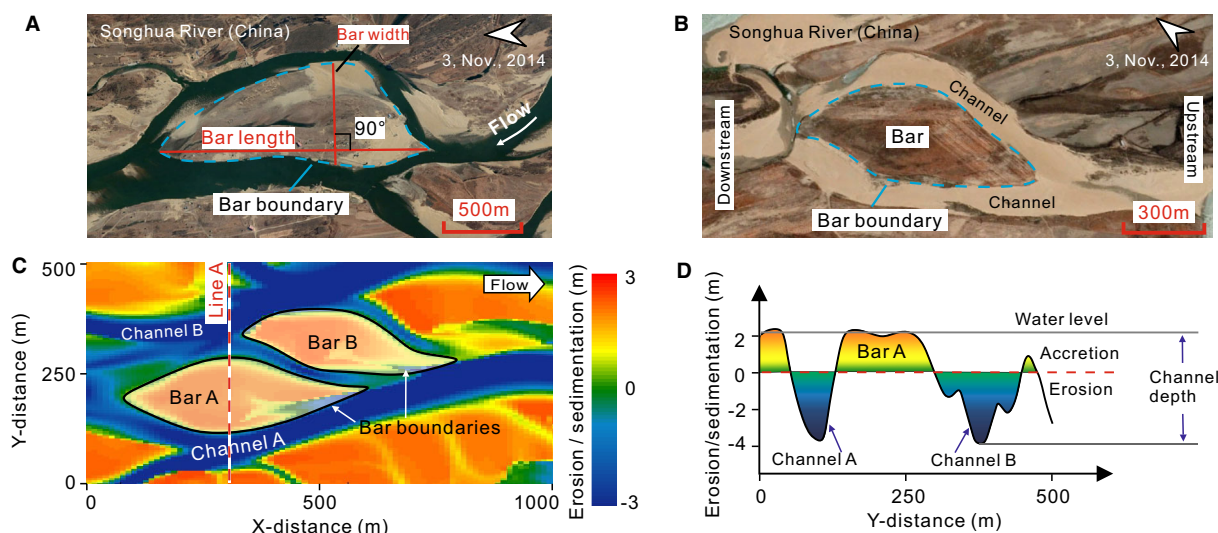 A
Songhua River (China)
Bar width
3, Nov., 2014
Flow
90°
Bar length
Bar boundary
500m
B
Songhua River (China)
3, Nov., 2014
Channel
Bar
Downstream
Upstream
Bar boundary
Channel
300m
C
500
250
0
Y-distance (m)
Line A
Flow
Channel B
Bar B
Bar A
Bar boundaries
Channel A
0
500
1000
X-distance (m)
Erosion / sedimentation (m)
3
0
-3
D
Erosion/sedimentation (m)
2
0
-2
-4
Water level
Bar A
Accretion
Erosion
Channel
depth
Channel A
Channel B
0
250
500
Y-distance (m)